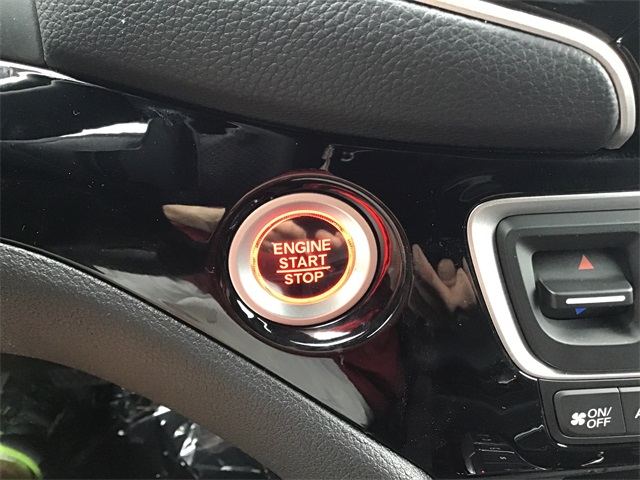 ENGINE
START
STOP
ON/
OFF
A